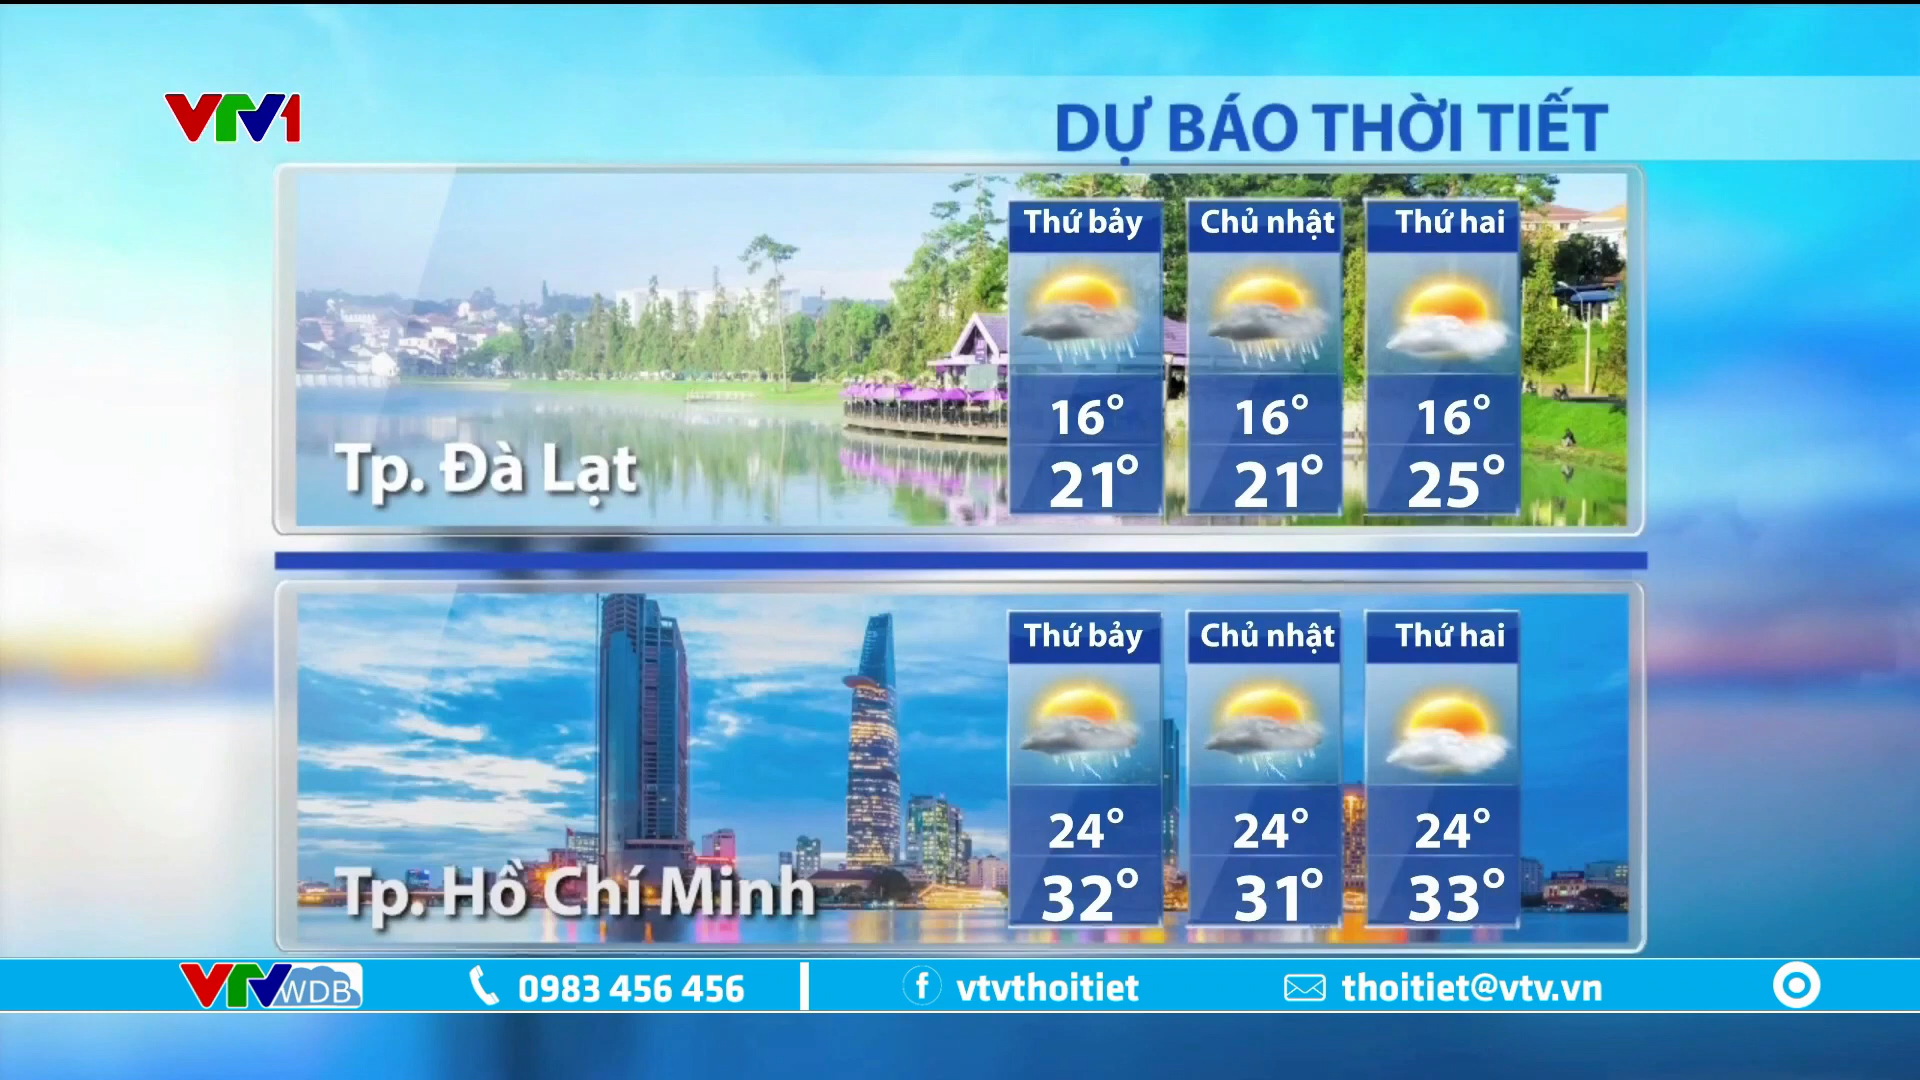 VTV1
DỰ BÁO THỜI TIẾT
Thứ bảy Chủ nhật Thứ hai
16° 16° 16°
21° 21° 25°
Tp. Đà Lạt
Thứ bảy Chủ nhật Thứ hai
24° 24° 24°
32° 31° 33°
Tp. Hồ Chí Minh
VTV WDB 0983 456 456 vtvthoitiet thoitiet@vtv.vn